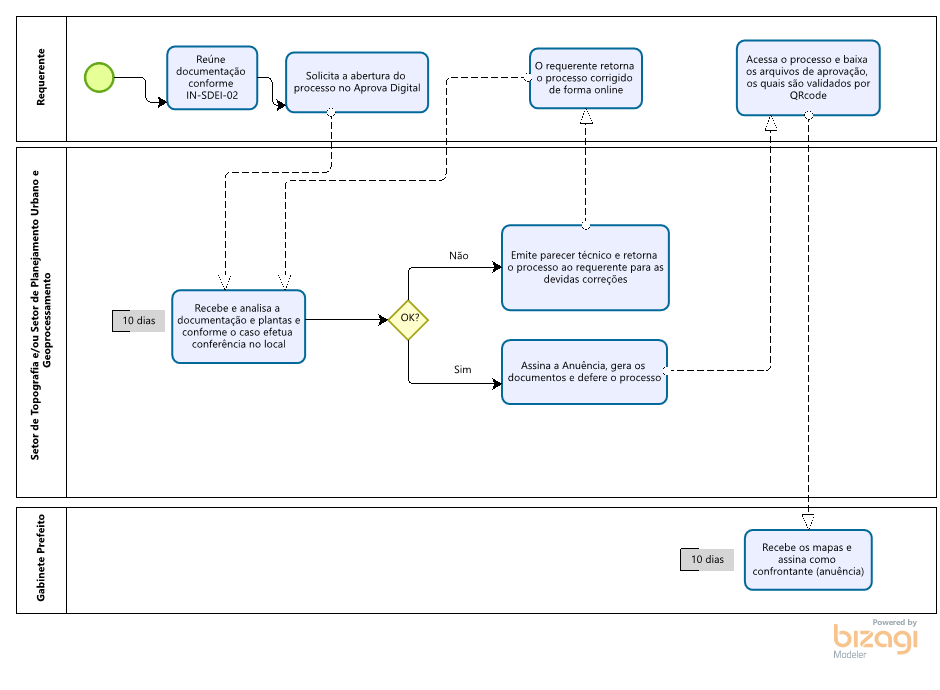 Requerente
Reúne
documentação
conforme
IN-SDEI-02
Solicita a abertura do
processo no Aprova Digital
O requerente retorna
o processo corrigido
de forma online
Acessa o processo e baixa
os arquivos de aprovação,
os quais são validados por
QRcode
Setor de Topografia e/ou Setor de Planejamento Urbano e
Geoprocessamento
10 dias
Recebe e analisa a
documentação e plantas e
conforme o caso efetua
conferência no local
OK?
Não
Emite parecer técnico e retorna
o processo ao requerente para as
devidas correções
Sim
Assina a Anuência, gera os
documentos e defere o processo
Gabinete Prefeito
10 dias
Recebe os mapas e
assina como
confrontante (anuência)
Powered by
bizagi
Modeler